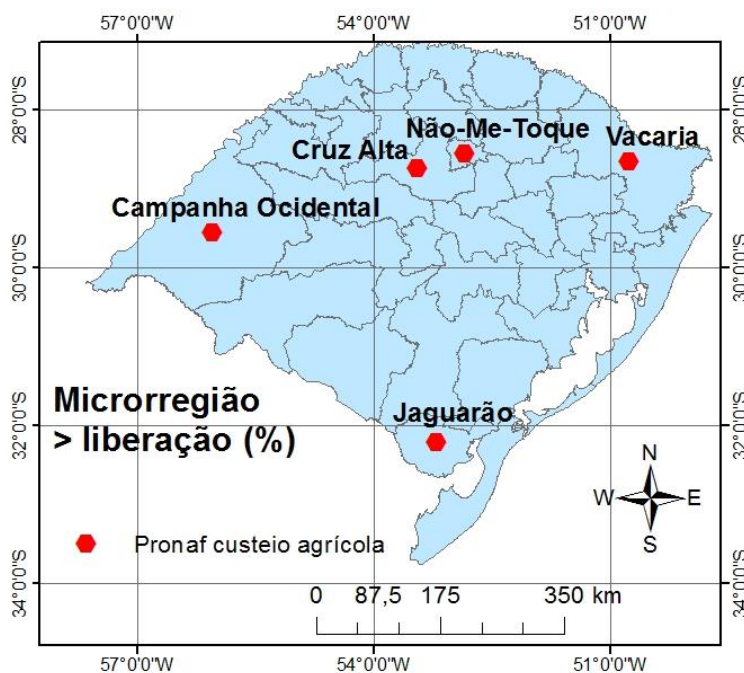 57°0'0"W 54°0'0"W 51°0'0"W
28°0'0"S 28°0'0"S
Não-Me-Toque
Vacaria
Cruz Alta
Campanha Ocidental
30°0'0"S 30°0'0"S
Microrregião
> liberação (%)
Jaguarão
32°0'0"S 32°0'0"S
N
W E
S
Pronaf custeio agrícola
0 87,5 175 350 km
34°0'0"S 34°0'0"S
57°0'0"W 54°0'0"W 51°0'0"W